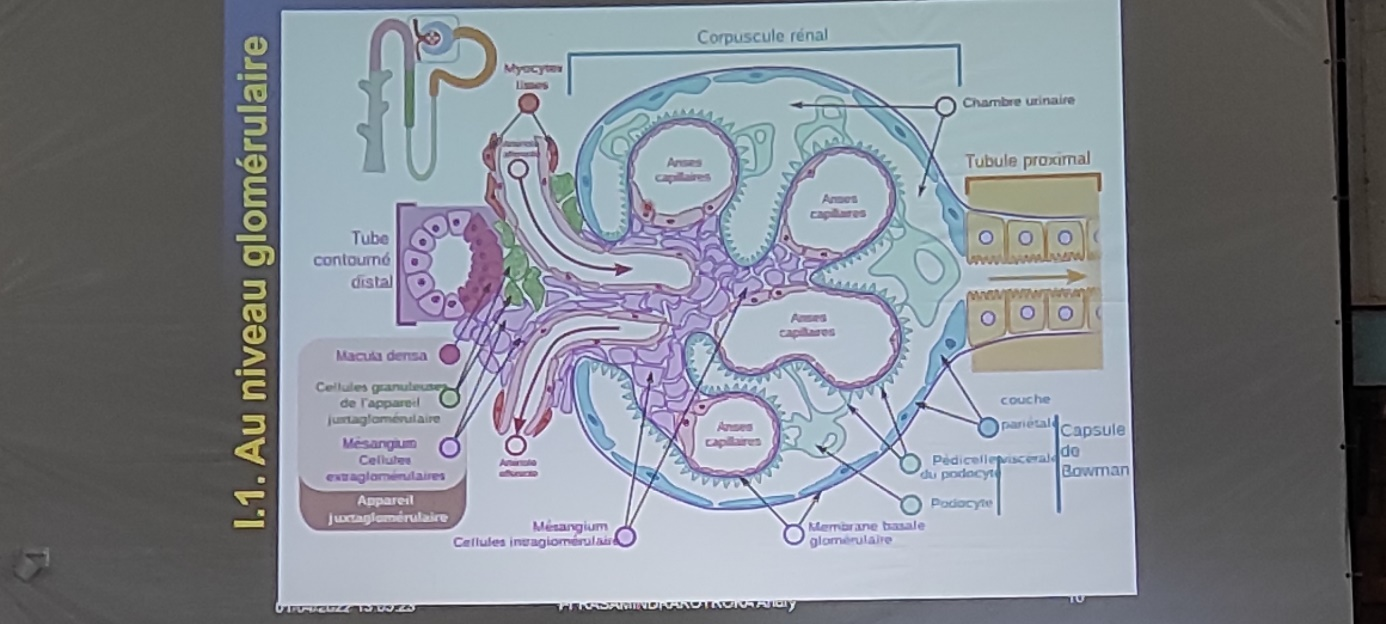 I.1. Au niveau glomérulaire
Corpuscule rénal
Myocytes
lisses
Chambre urinaire
Tubule proximal
Anses
capillaires
Anses
capillaires
Tube
contourné
distal
Anses
capillaires
Macula densa
Cellules granuleuses
de l'appareil
juxtaglomérulaire
Mésangium
Cellules
extraglomérulaires
Appareil
juxtaglomérulaire
Anses
capillaires
couche
pariétale
Capsule
de
Bowman
Pédicelle viscérale
du podocyte
Podocyte
Mésangium
Cellules intraglomérulaires
Membrane basale
glomérulaire
10